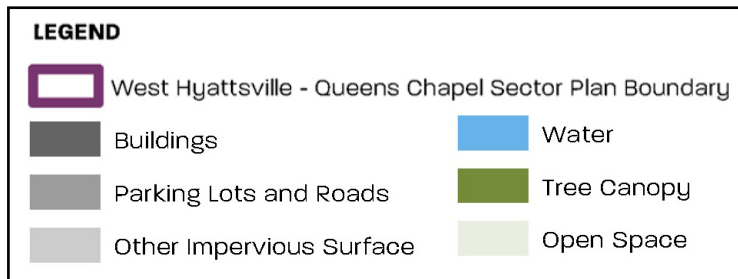 LEGEND
West Hyattsville - Queens Chapel Sector Plan Boundary
Buildings
Water
Parking Lots and Roads
Tree Canopy
Other Impervious Surface
Open Space